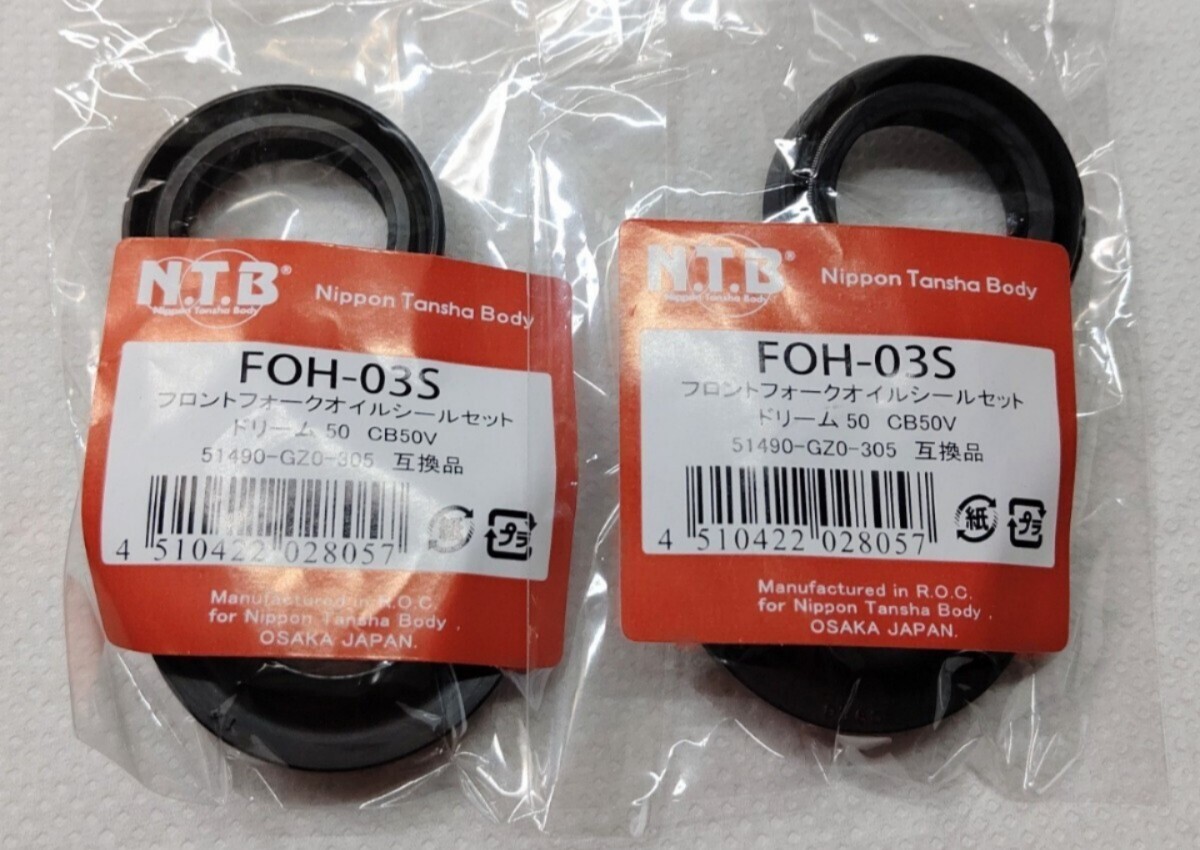 N.T.B®
Nippon Tansha Body
Nippon Tansha Body
FOH-03S
フロントフォークオイルシールセット
ドリーム 50 CB50V
51490-GZ0-305 互換品
4 510422 028057
紙
プラ
Manufactured in R.O.C.
for Nippon Tansha Body .
OSAKA JAPAN.
N.T.B®
Nippon Tansha Body
Nippon Tansha Body
FOH-03S
フロントフォークオイルシールセット
ドリーム 50 CB50V
51490-GZ0-305 互換品
4 510422 028057
紙
プラ
Manufactured in R.O.C.
for Nippon Tansha Body .
OSAKA JAPAN.